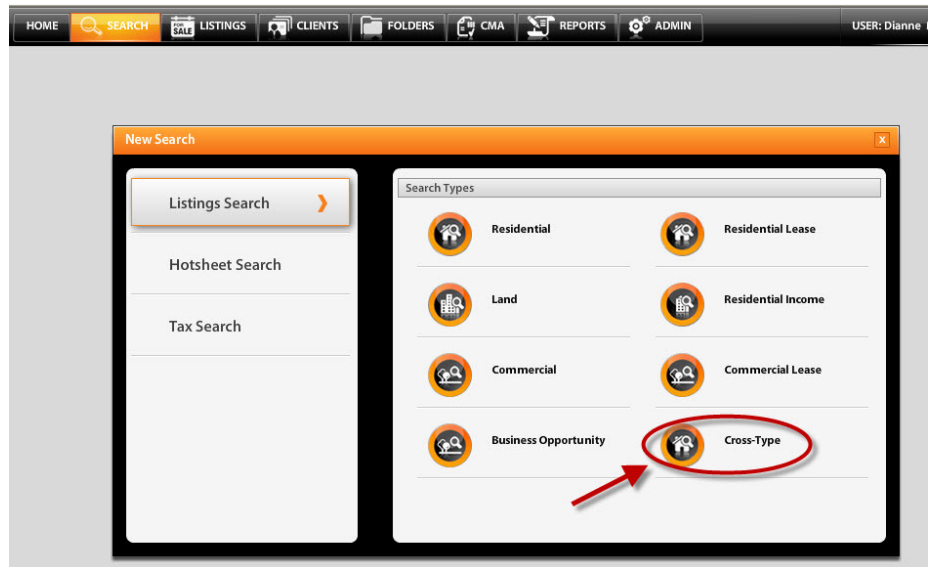 HOME SEARCH FOR SALE LISTINGS CLIENTS FOLDERS CMA REPORTS ADMIN USER: Dianne
New Search X
Search Types
Listings Search
Residential Residential Lease
Hotsheet Search
Land Residential Income
Tax Search
Commercial Commercial Lease
Business Opportunity Cross-Type